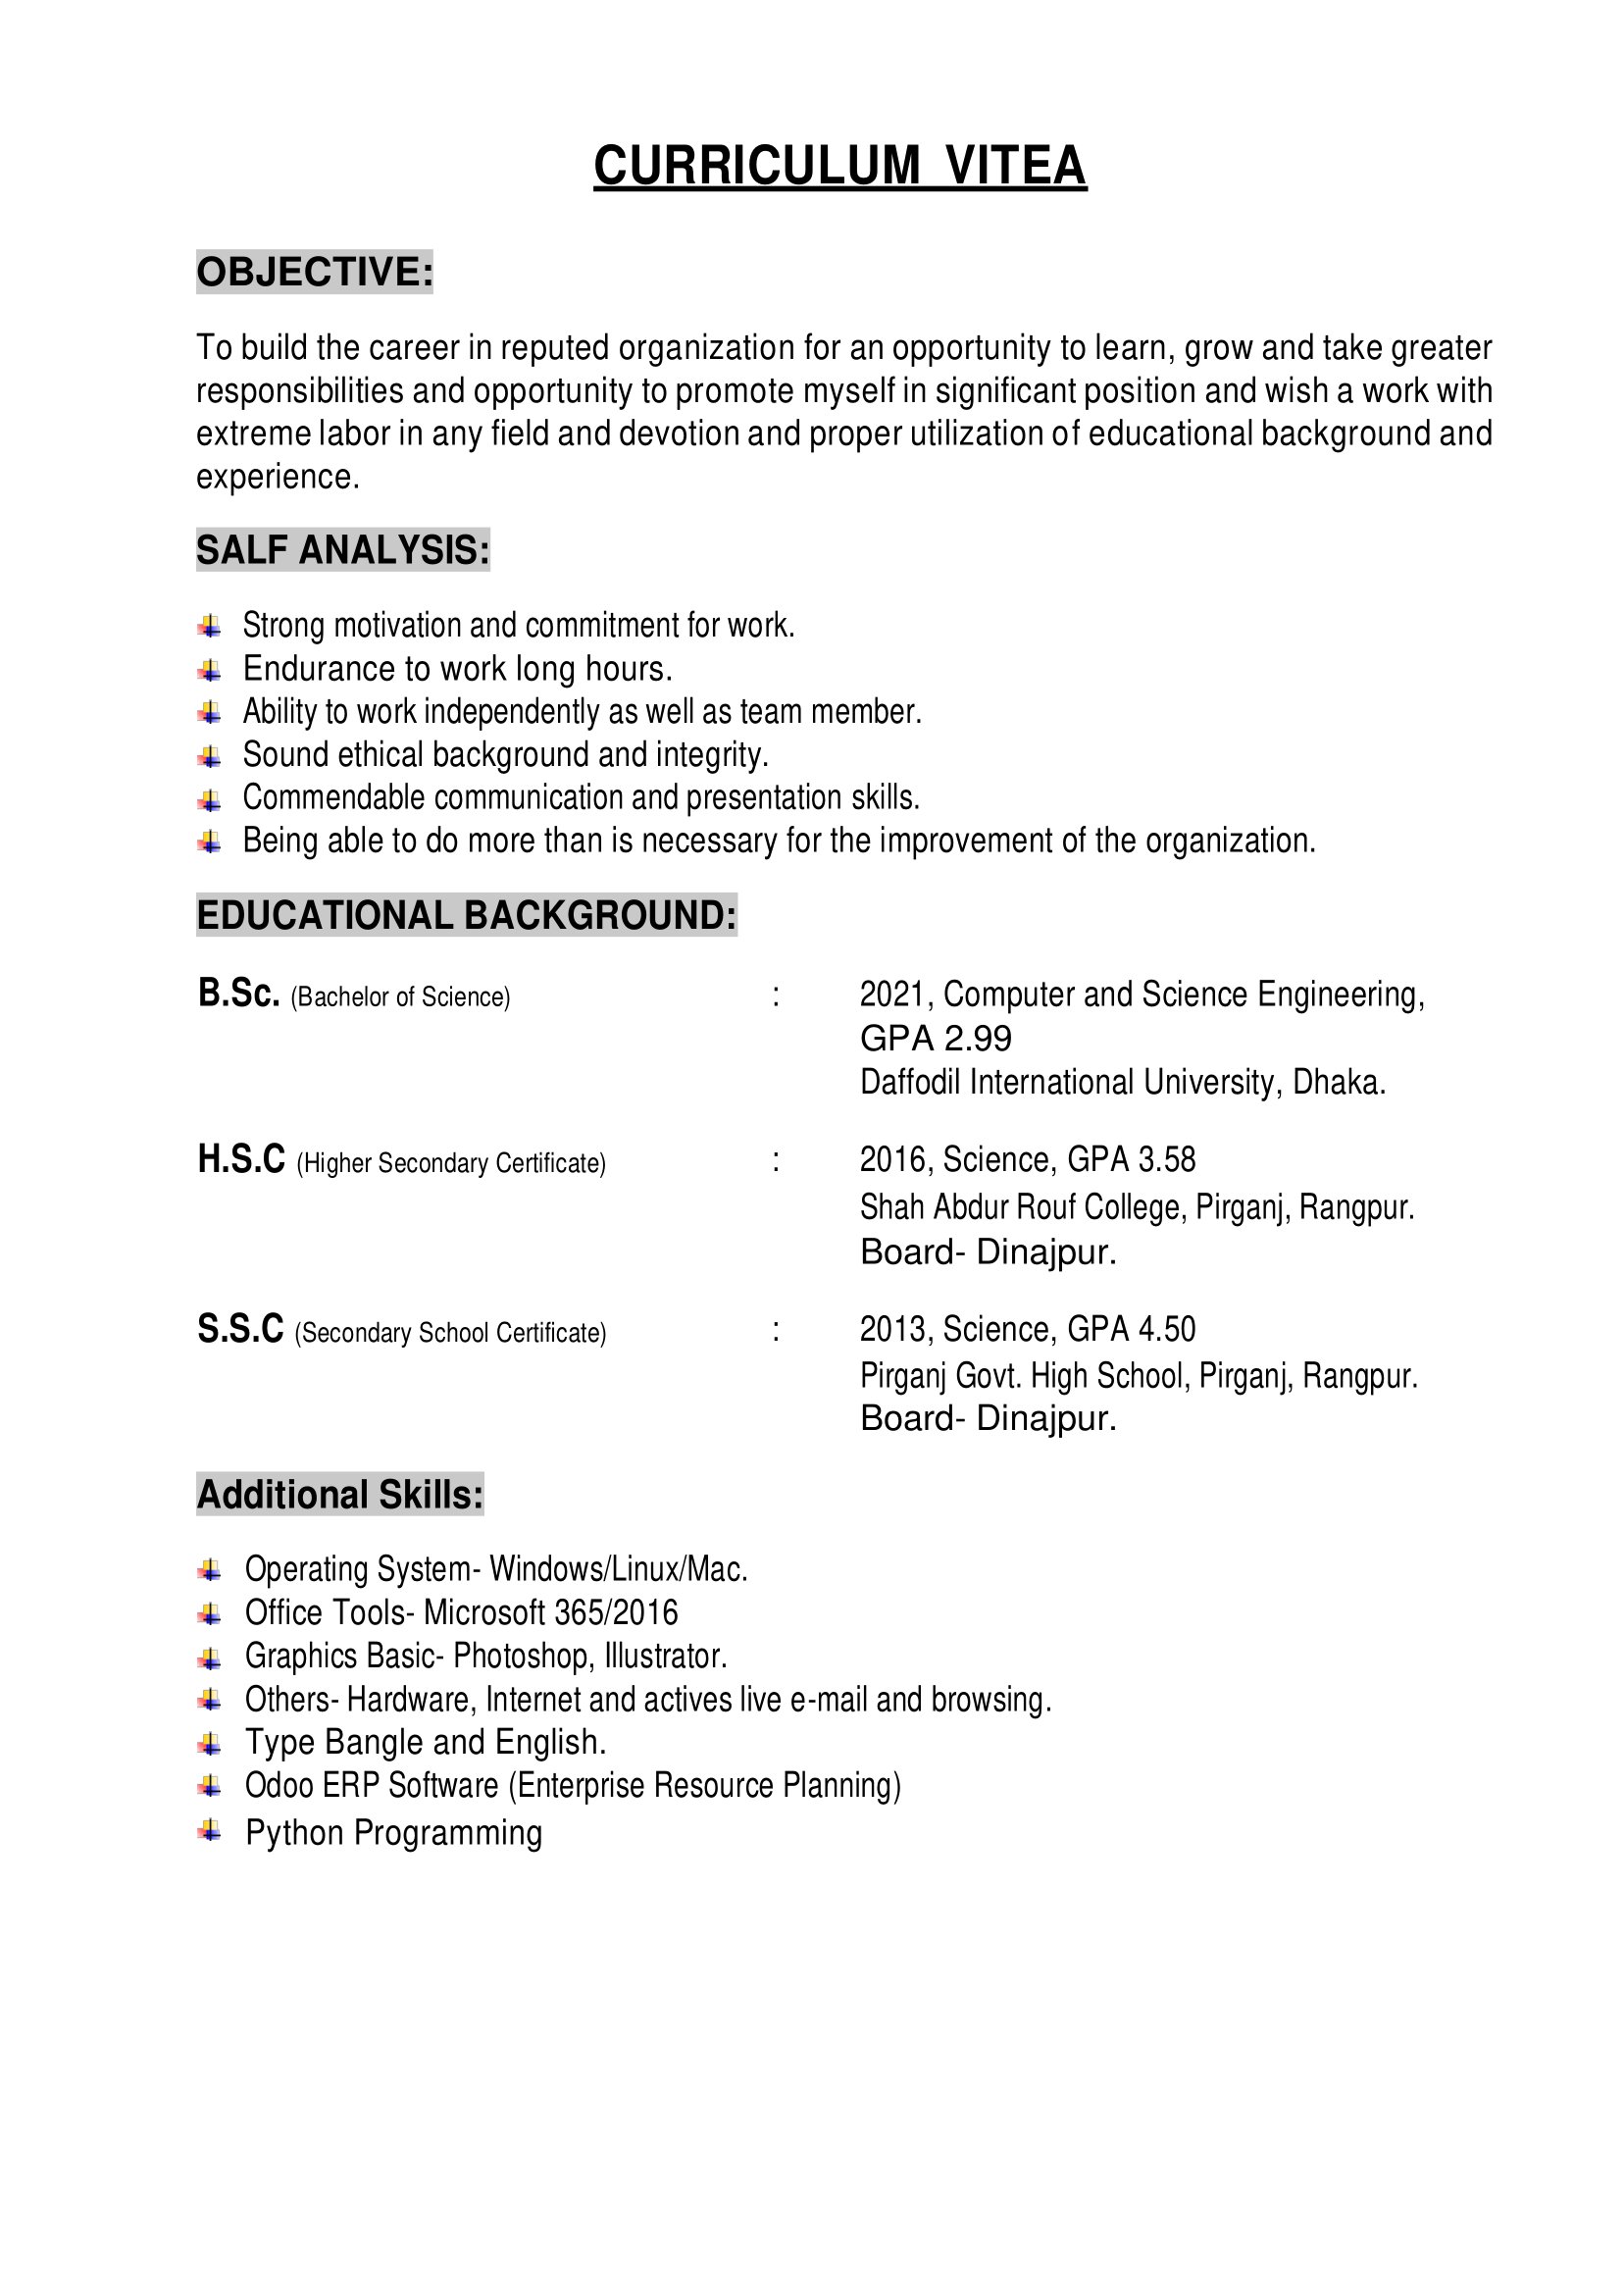 CURRICULUM VITEA
OBJECTIVE:
To build the career in reputed organization for an opportunity to learn, grow and take greater
responsibilities and opportunity to promote myself in significant position and wish a work with
extreme labor in any field and devotion and proper utilization of educational background and
experience.
SALF ANALYSIS:
Strong motivation and commitment for work.
Endurance to work long hours.
Ability to work independently as well as team member.
Sound ethical background and integrity.
Commendable communication and presentation skills.
Being able to do more than is necessary for the improvement of the organization.
EDUCATIONAL BACKGROUND:
B.Sc. (Bachelor of Science) : 2021, Computer and Science Engineering,
GPA 2.99
Daffodil International University, Dhaka.
H.S.C (Higher Secondary Certificate) : 2016, Science, GPA 3.58
Shah Abdur Rouf College, Pirganj, Rangpur.
Board- Dinajpur.
S.S.C (Secondary School Certificate) : 2013, Science, GPA 4.50
Pirganj Govt. High School, Pirganj, Rangpur.
Board- Dinajpur.
Additional Skills:
Operating System- Windows/Linux/Mac.
Office Tools- Microsoft 365/2016
Graphics Basic- Photoshop, Illustrator.
Others- Hardware, Internet and actives live e-mail and browsing.
Type Bangle and English.
Odoo ERP Software (Enterprise Resource Planning)
Python Programming